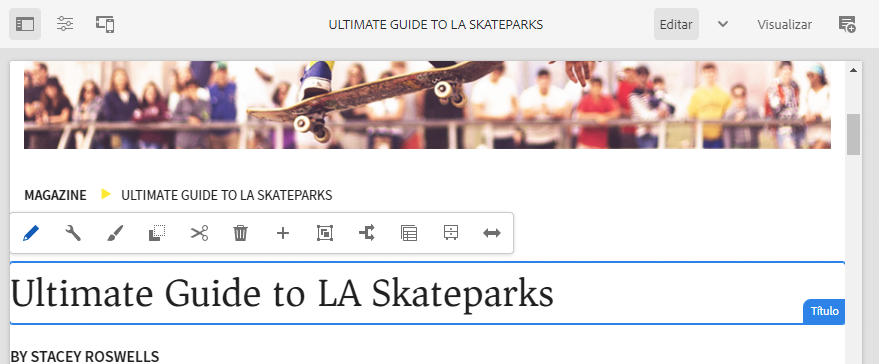 ULTIMATE GUIDE TO LA SKATEPARKS Editar Visualizar
MAGAZINE ULTIMATE GUIDE TO LA SKATEPARKS
Ultimate Guide to LA Skateparks
Título
BY STACEY ROSWELLS